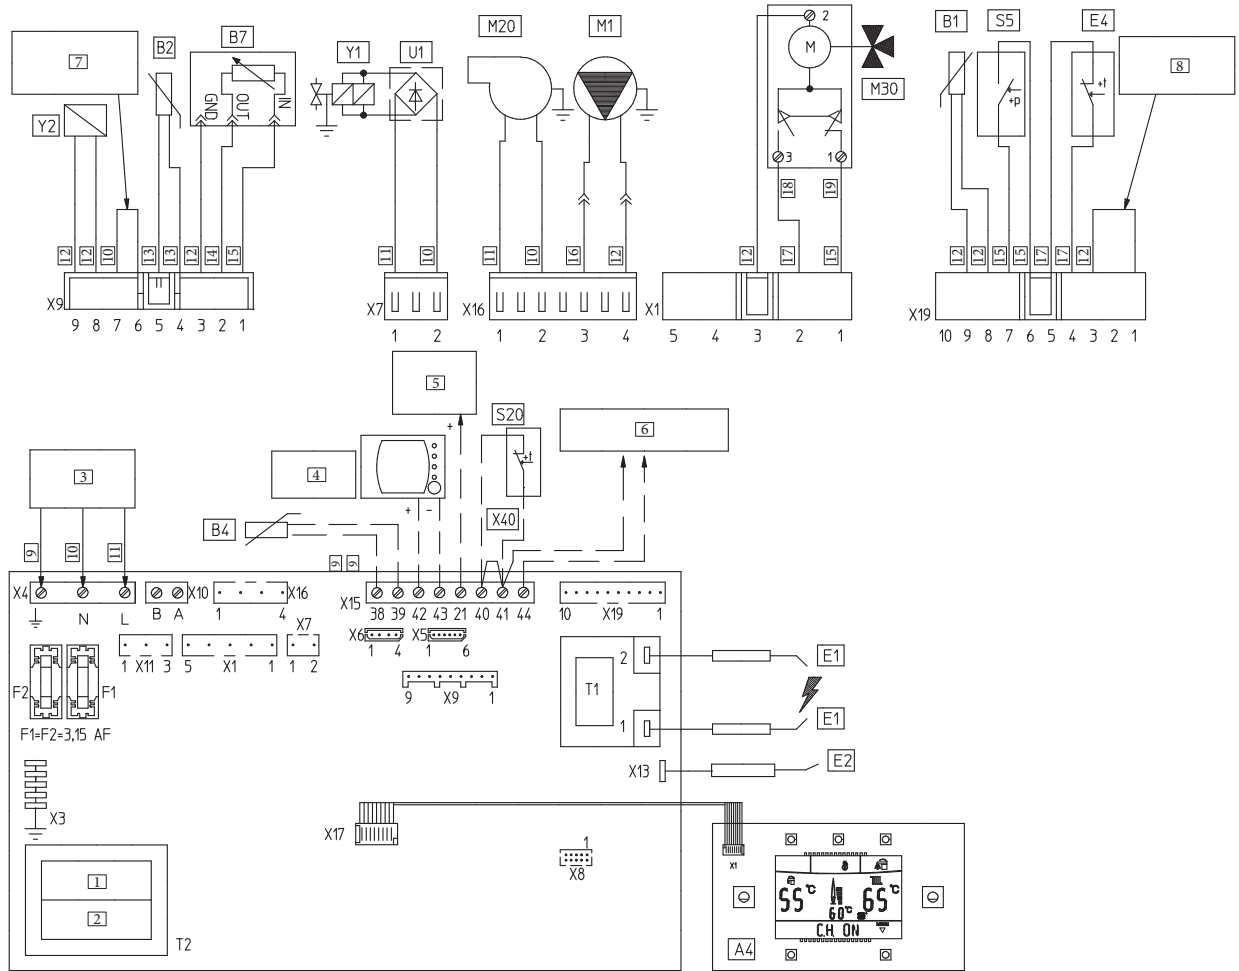 7
B2
B7
Y2
GND
OUT
IN
12
12
10
13
13
12
14
15
X9
9 8 7 6 5 4 3 2 1
Y1
U1
11
10
X7
1 2
M20
M1
11
10
16
12
X16
1 2 3 4
2
M
M30
3
1
18
19
12
17
15
X1
5 4 3 2 1
B1
S5
E4
8
+p
+t
12
12
15
15
17
17
12
X19
10 9 8 7 6 5 4 3 2 1
5
+
S20
+t
6
3
4
+ −
B4
X40
9
10
11
9 9
X4
N L
B A
X10
1 4
X16
X15
38 39 42 43 21 40 41 44
10 X19 1
X7
1 X11 3
5 X1 1
1 2
X6
1 4
X5
1 6
9 X9 1
F2
F1
F1=F2=3,15 AF
T1
2
1
E1
E1
X13
E2
X3
X17
1
X8
X1
1
2
T2
55 °C
60°C
65 °C
C.H. ON
MENU
A4